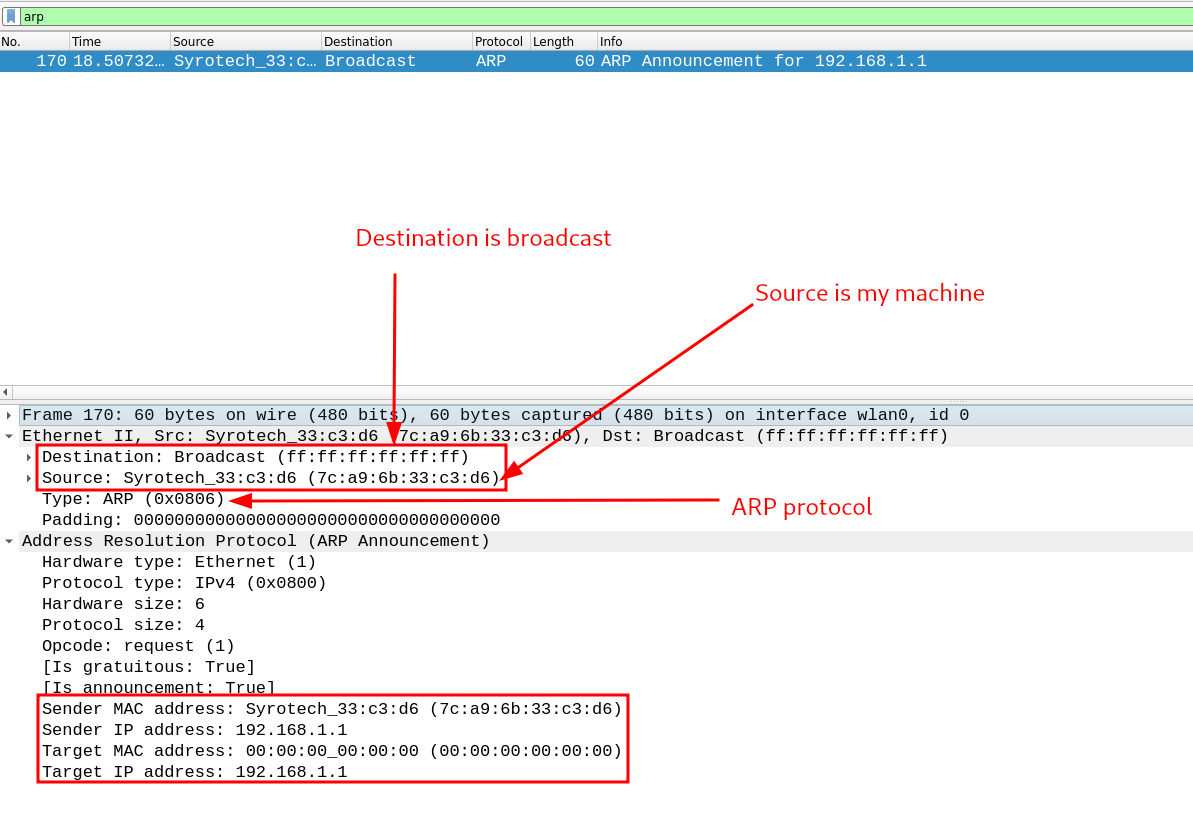 arp
No. Time Source Destination Protocol Length Info
170 18.50732… Syrotech_33:c… Broadcast ARP 60 ARP Announcement for 192.168.1.1
Destination is broadcast
Source is my machine
Frame 170: 60 bytes on wire (480 bits), 60 bytes captured (480 bits) on interface wlan0, id 0
Ethernet II, Src: Syrotech_33:c3:d6 (7c:a9:6b:33:c3:d6), Dst: Broadcast (ff:ff:ff:ff:ff:ff)
Destination: Broadcast (ff:ff:ff:ff:ff:ff)
Source: Syrotech_33:c3:d6 (7c:a9:6b:33:c3:d6)
Type: ARP (0x0806)
ARP protocol
Padding: 000000000000000000000000000000000000
Address Resolution Protocol (ARP Announcement)
Hardware type: Ethernet (1)
Protocol type: IPv4 (0x0800)
Hardware size: 6
Protocol size: 4
Opcode: request (1)
[Is gratuitous: True]
[Is announcement: True]
Sender MAC address: Syrotech_33:c3:d6 (7c:a9:6b:33:c3:d6)
Sender IP address: 192.168.1.1
Target MAC address: 00:00:00_00:00:00 (00:00:00:00:00:00)
Target IP address: 192.168.1.1